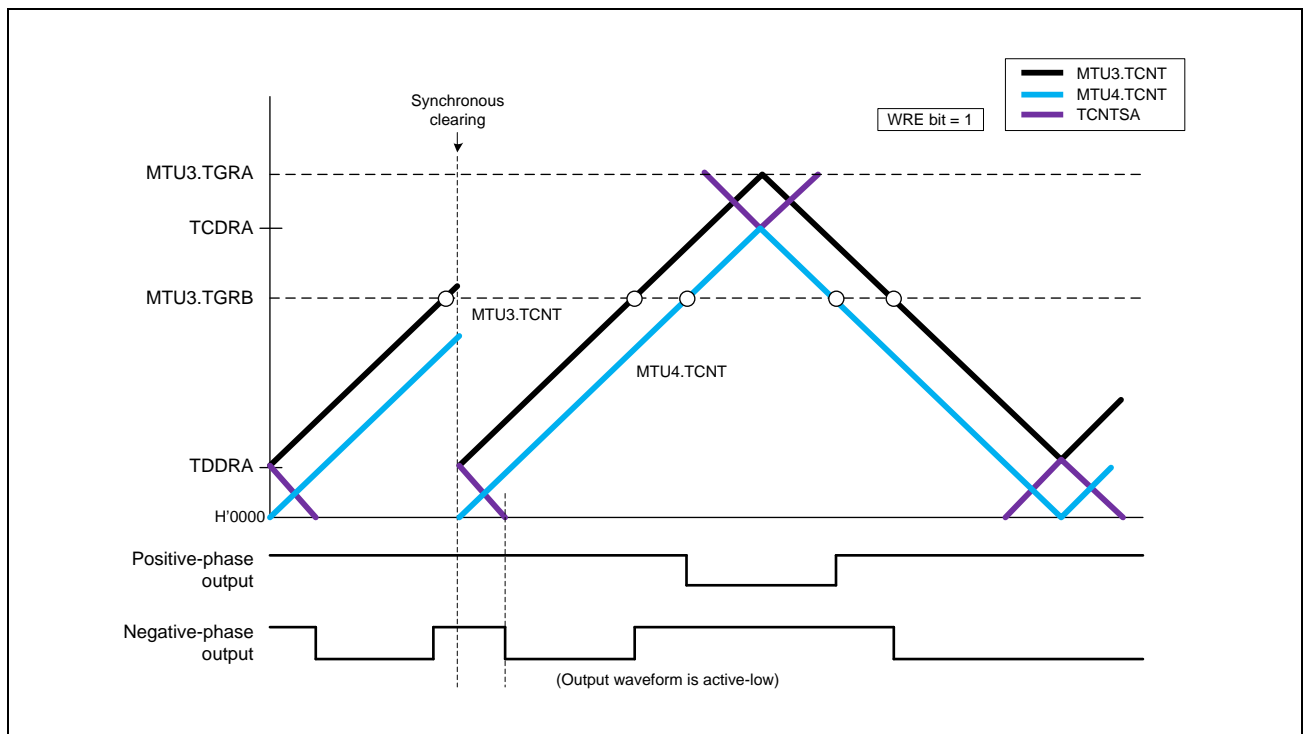 MTU3.TCNT
MTU4.TCNT
TCNTSA
Synchronous
clearing
WRE bit = 1
MTU3.TGRA
TCDRA
MTU3.TGRB
MTU3.TCNT
MTU4.TCNT
TDDRA
H'0000
Positive-phase
output
Negative-phase
output
(Output waveform is active-low)